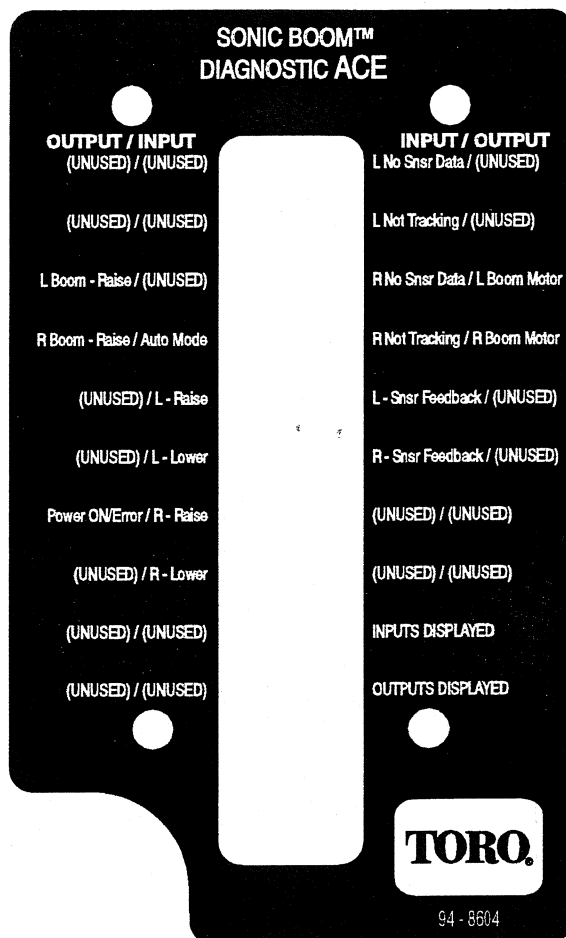 SONIC BOOM™
DIAGNOSTIC ACE
OUTPUT / INPUT
(UNUSED) / (UNUSED)
(UNUSED) / (UNUSED)
L Boom - Raise / (UNUSED)
R Boom - Raise / Auto Mode
(UNUSED) / L - Raise
(UNUSED) / L - Lower
Power ON/Error / R - Raise
(UNUSED) / R - Lower
(UNUSED) / (UNUSED)
(UNUSED) / (UNUSED)
INPUT / OUTPUT
L No Snsr Data / (UNUSED)
L Not Tracking / (UNUSED)
R No Snsr Data / L Boom Motor
R Not Tracking / R Boom Motor
L - Snsr Feedback / (UNUSED)
R - Snsr Feedback / (UNUSED)
(UNUSED) / (UNUSED)
(UNUSED) / (UNUSED)
INPUTS DISPLAYED
OUTPUTS DISPLAYED
TORO®
94 - 8604